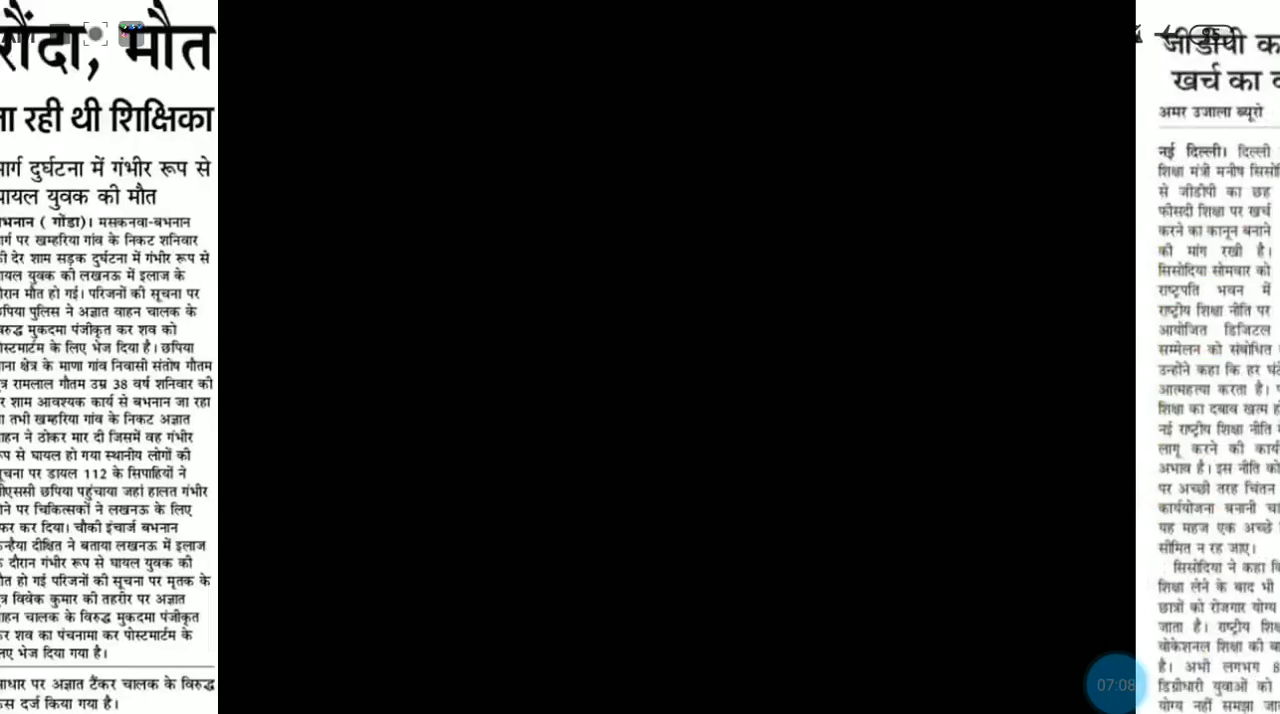 रौंदा, मौत
रही थी शिक्षिका
मार्ग दुर्घटना में गंभीर रूप से
घायल युवक की मौत
बभनान ( गोंडा)। मसकनवा-बभनान
मार्ग पर खम्हरिया गांव के निकट शनिवार
की देर शाम सड़क दुर्घटना में गंभीर रूप से
घायल युवक की लखनऊ में इलाज के
दौरान मौत हो गई। परिजनों की सूचना पर
छपिया पुलिस ने अज्ञात वाहन चालक के
विरुद्ध मुकदमा पंजीकृत कर शव को
पोस्टमार्टम के लिए भेज दिया है। छपिया
थाना क्षेत्र के माणा गांव निवासी संतोष गौतम
पुत्र रामलाल गौतम उम्र 38 वर्ष शनिवार की
देर शाम आवश्यक कार्य से बभनान जा रहा
था तभी खम्हरिया गांव के निकट अज्ञात
वाहन ने ठोकर मार दी जिसमें वह गंभीर
रूप से घायल हो गया स्थानीय लोगों की
सूचना पर डायल 112 के सिपाहियों ने
सीएससी छपिया पहुंचाया जहां हालत गंभीर
होने पर चिकित्सकों ने लखनऊ के लिए
रेफर कर दिया। चौकी इंचार्ज बभनान
कन्हैया दीक्षित ने बताया लखनऊ में इलाज
के दौरान गंभीर रूप से घायल युवक की
मौत हो गई परिजनों की सूचना पर मृतक के
पुत्र विवेक कुमार की तहरीर पर अज्ञात
वाहन चालक के विरुद्ध मुकदमा पंजीकृत
कर शव का पंचनामा कर पोस्टमार्टम के
लिए भेज दिया गया है।
आधार पर अज्ञात टैंकर चालक के विरुद्ध
केस दर्ज किया गया है।
जीडीपी
खर्च का
अमर उजाला ब्यूरो
नई दिल्ली। दिल्ली
शिक्षा मंत्री मनीष
से जीडीपी का छह
फीसदी शिक्षा पर खर्च
करने का कानून बनाने
की मांग रखी है।
सिसोदिया सोमवार को
राष्ट्रपति भवन में
राष्ट्रीय शिक्षा नीति पर
आयोजित डिजिटल
सम्मेलन को संबोधित
उन्होंने कहा कि हर
आत्महत्या करता है।
शिक्षा का दबाव खत्म
नई राष्ट्रीय शिक्षा नीति
लागू करने की
अभाव है। इस नीति को
पर अच्छी तरह चिंतन
कार्ययोजना बनानी
यह महज एक अच्छे
सीमित न रह जाए।
सिसोदिया ने कहा
शिक्षा लेने के बाद भी
छात्रों को रोजगार योग्य
जाता है। राष्ट्रीय
वोकेशनल शिक्षा की
है। अभी लगभग
डिग्रीधारी युवाओं को
योग्य नहीं समझा
07:08